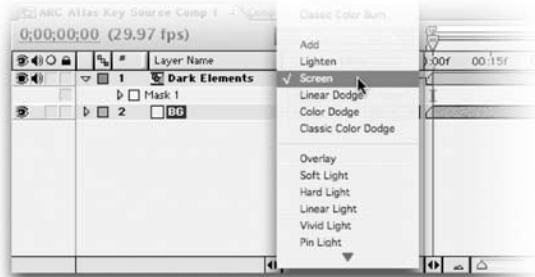 ARC Atlas Key Source Comp 1
Classic Color Burn
0;00;00;00 (29.97 fps)
# Layer Name
:00f 00:15f
1 Dark Elements
Mask 1
2 BG
Add
Lighten
✓ Screen
Linear Dodge
Color Dodge
Classic Color Dodge
Overlay
Soft Light
Hard Light
Linear Light
Vivid Light
Pin Light